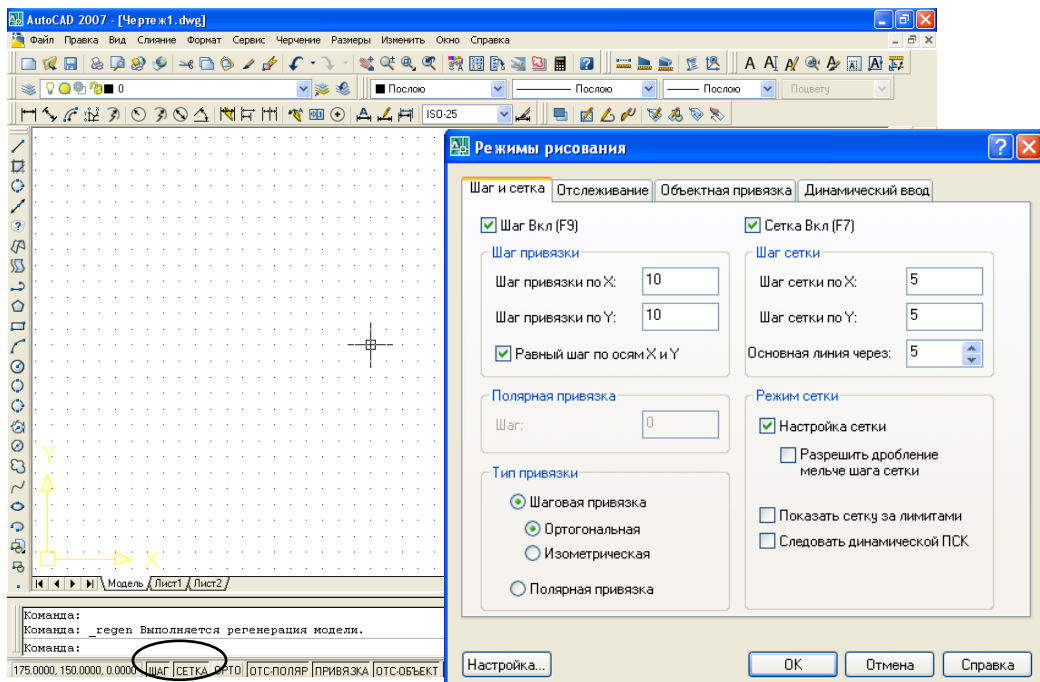 AutoCAD 2007 - [Чертеж1.dwg]
Файл Правка Вид Слияние Формат Сервис Черчение Размеры Изменить Окно Справка
0 Послою Послою Послою Поцвету
ISO-25
Режимы рисования
Шаг и сетка Отслеживание Объектная привязка Динамический ввод
Шаг Вкл (F9) Сетка Вкл (F7)
Шаг привязки Шаг сетки
Шаг привязки по X: 10 Шаг сетки по X: 5
Шаг привязки по Y: 10 Шаг сетки по Y: 5
Равный шаг по осям X и Y Основная линия через: 5
Полярная привязка Режим сетки
Шаг: 0 Настройка сетки
Разрешить дробление
мельче шага сетки
Тип привязки
Шаговая привязка
Ортогональная
Изометрическая
Полярная привязка
Показать сетку за лимитами
Следовать динамической ПСК
Y
X
Модель Лист1 Лист2
Команда:
Команда: _regen Выполняется регенерация модели.
Команда:
175.0000, 150.0000, 0.0000 ШАГ СЕТКА ОРТО ОТС-ПОЛЯР ПРИВЯЗКА ОТС-ОБЪЕКТ
Настройка... OK Отмена Справка